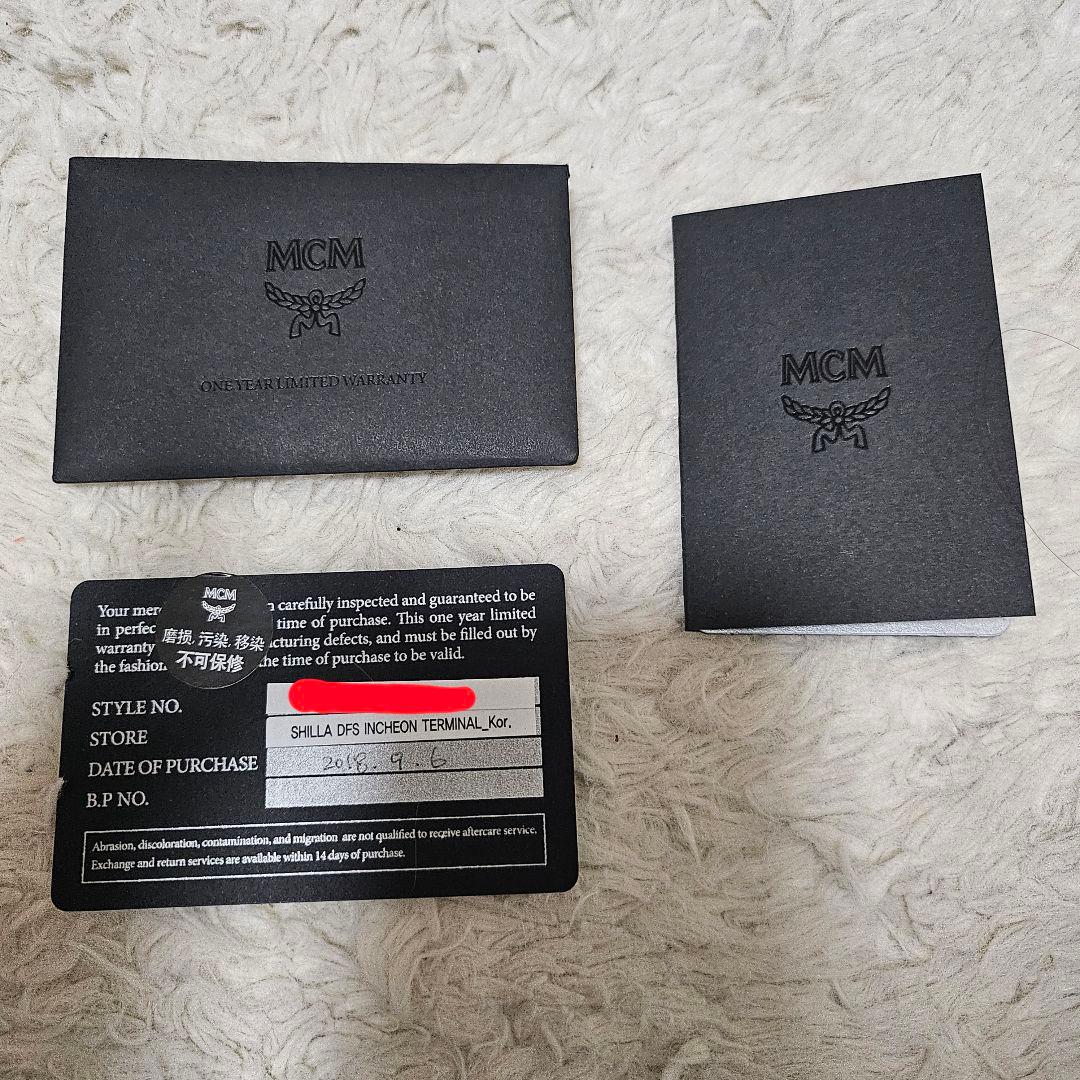 MCM
ONE YEAR LIMITED WARRANTY
MCM
MCM
磨损, 污染, 移染
不可保修
Your mer carefully inspected and guaranteed to be
in perfec time of purchase. This one year limited
warranty cturing defects, and must be filled out by
the fashion he time of purchase to be valid.
STYLE NO.
STORE SHILLA DFS INCHEON TERMINAL_Kor.
DATE OF PURCHASE 2018. 9. 6
B.P NO.
Abrasion, discoloration, contamination, and migration are not qualified to receive aftercare service.
Exchange and return services are available within 14 days of purchase.